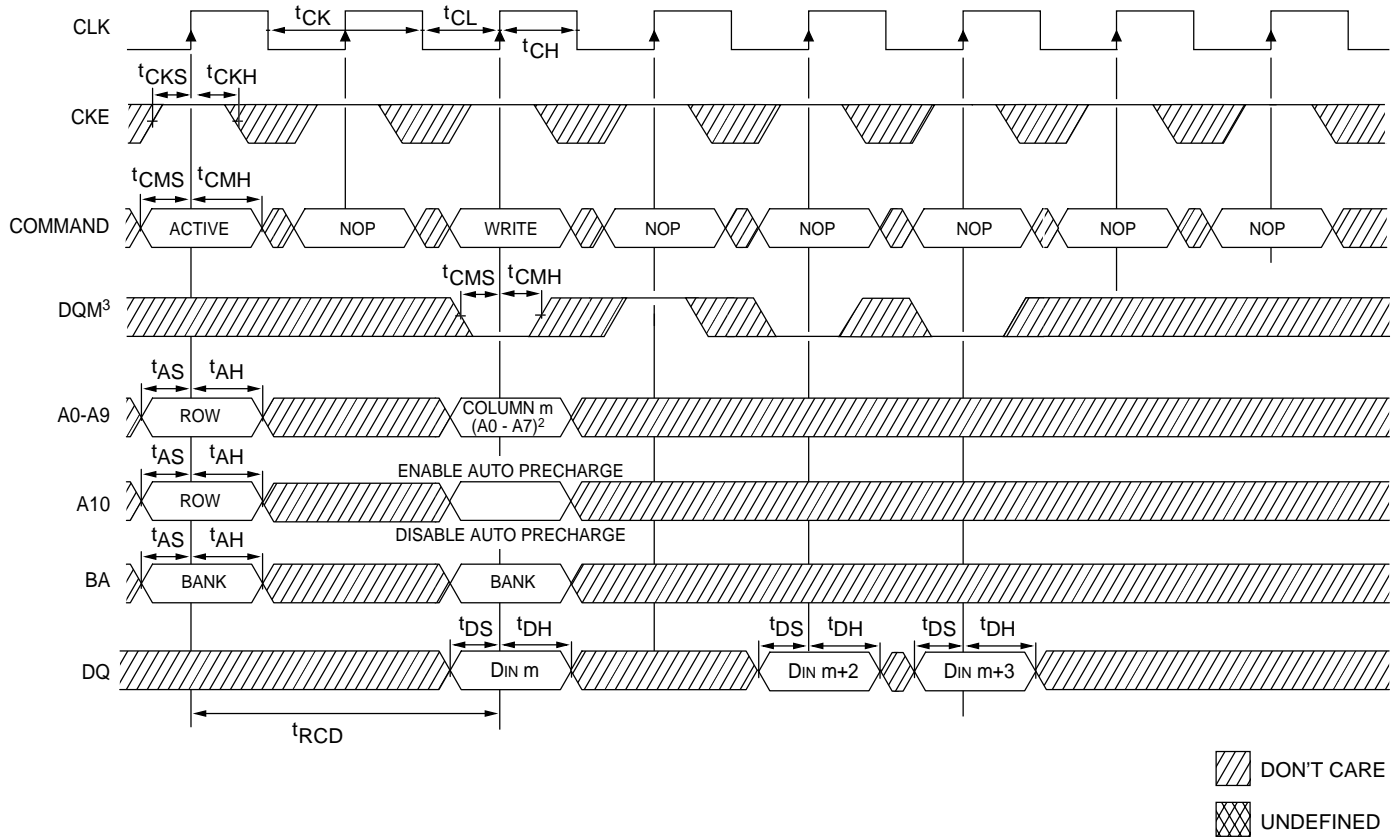 CLK
tCK
tCL
tCH
tCKS
tCKH
CKE
tCMS
tCMH
COMMAND
ACTIVE
NOP
WRITE
NOP
NOP
NOP
NOP
NOP
tCMS
tCMH
DQM³
tAS
tAH
A0-A9
ROW
COLUMN m
(A0 - A7)²
tAS
tAH
ENABLE AUTO PRECHARGE
A10
ROW
DISABLE AUTO PRECHARGE
tAS
tAH
BA
BANK
BANK
tDS
tDH
tDS
tDH
tDS
tDH
DQ
DIN m
DIN m+2
DIN m+3
tRCD
DON'T CARE
UNDEFINED